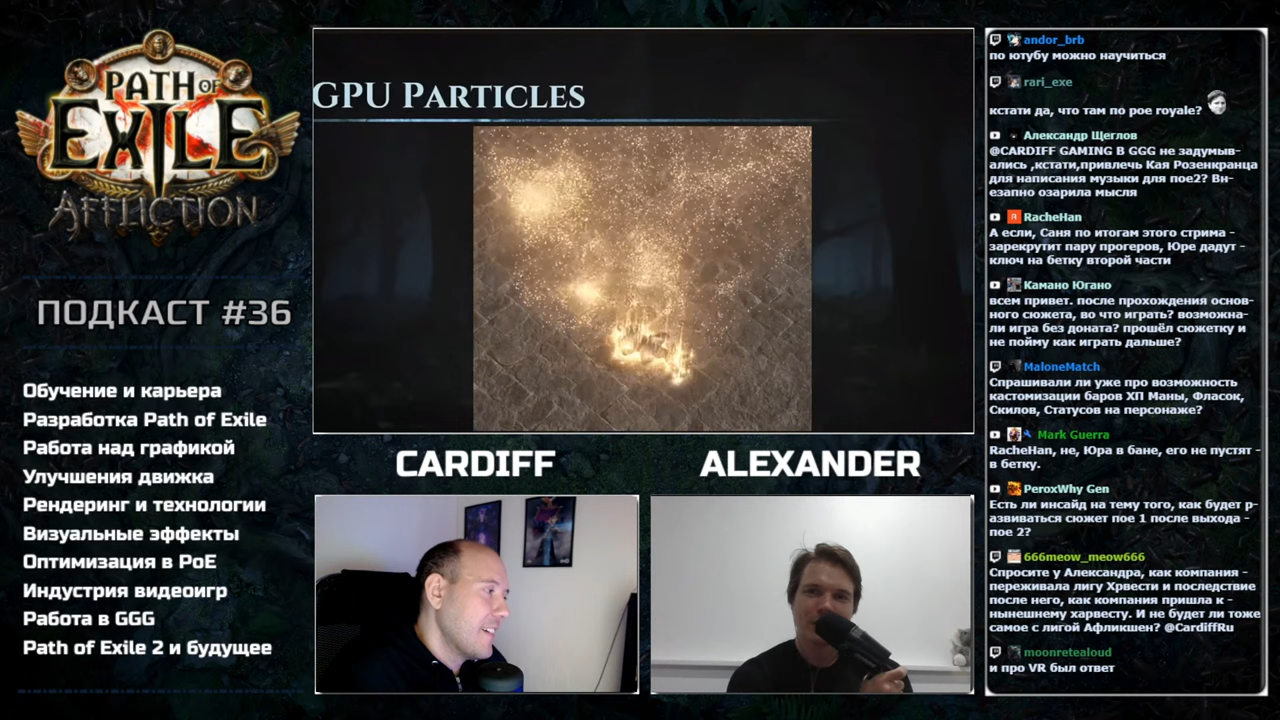 PATH OF
EXILE
AFFLICTION
ПОДКАСТ #36
Обучение и карьера
Разработка Path of Exile
Работа над графикой
Улучшения движка
Рендеринг и технологии
Визуальные эффекты
Оптимизация в PoE
Индустрия видеоигр
Работа в GGG
Path of Exile 2 и будущее
GPU Particles
CARDIFF
ALEXANDER
andor_brb
по ютубу можно научиться
rari_exe
кстати да, что там по poe royale?
Александр Щеглов
@CARDIFF GAMING В GGG не задумыв-
ались ,кстати,привлечь Кая Розенкранца
для написания музыки для пое2? Вн-
езапно озарила мысля
RacheHan
А если, Саня по итогам этого стрима -
зарекрутит пару прогеров, Юре дадут -
ключ на бетку второй части
Камано Югано
всем привет. после прохождения основ-
ного сюжета, во что играть? возможна-
ли игра без доната? прошёл сюжетку и
не пойму как играть дальше?
MaloneMatch
Спрашивали ли уже про возможность
кастомизации баров ХП Маны, Фласок,
Скилов, Статусов на персонаже?
Mark Guerra
RacheHan, не, Юра в бане, его не пустят -
в бетку.
PeroxWhy Gen
Есть ли инсайд на тему того, как будет р-
азвиваться сюжет пое 1 после выхода -
пое 2?
666meow_meow666
Спросите у Александра, как компания -
переживала лигу Хрвести и последствие
после него, как компания пришла к -
нынешнему харвесту. И не будет ли тоже
самое с лигой Афликшен? @CardiffRu
moonretealoud
и про VR был ответ